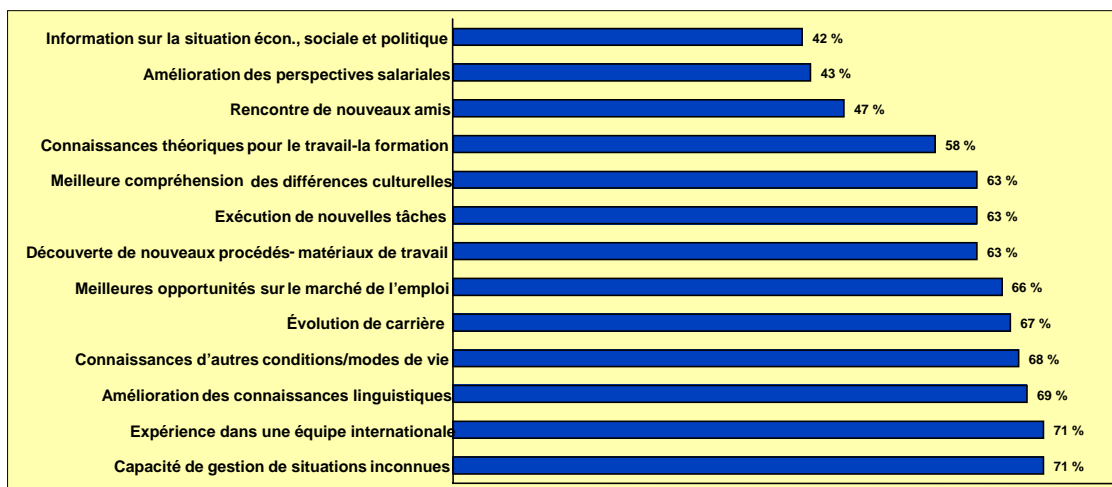 Information sur la situation écon., sociale et politique 42 %
Amélioration des perspectives salariales 43 %
Rencontre de nouveaux amis 47 %
Connaissances théoriques pour le travail-la formation 58 %
Meilleure compréhension des différences culturelles 63 %
Exécution de nouvelles tâches 63 %
Découverte de nouveaux procédés- matériaux de travail 63 %
Meilleures opportunités sur le marché de l’emploi 66 %
Évolution de carrière 67 %
Connaissances d’autres conditions/modes de vie 68 %
Amélioration des connaissances linguistiques 69 %
Expérience dans une équipe internationale 71 %
Capacité de gestion de situations inconnues 71 %